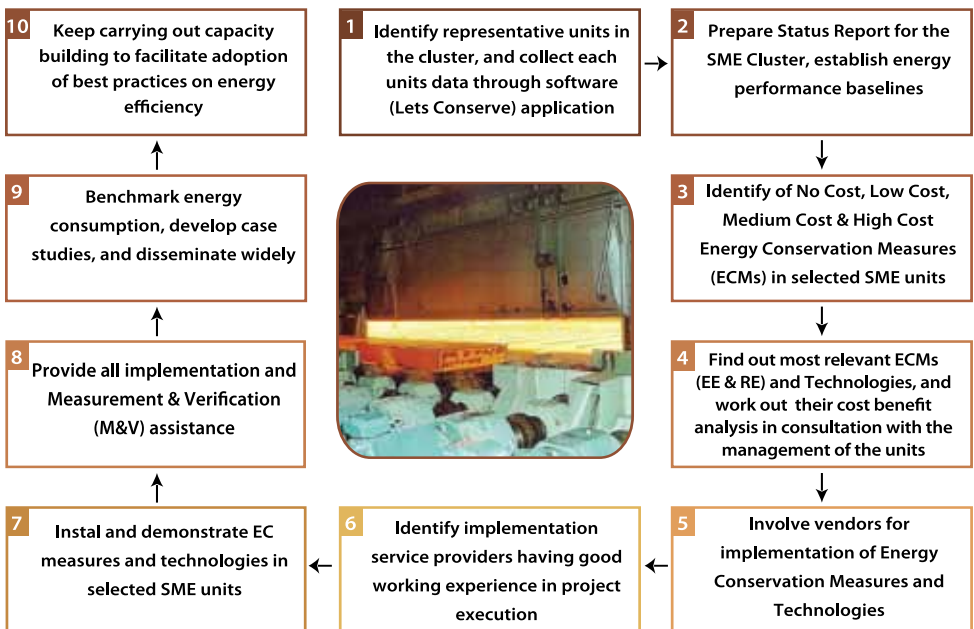 1
Identify representative units in
the cluster, and collect each
units data through software
(Lets Conserve) application
2
Prepare Status Report for the
SME Cluster, establish energy
performance baselines
3
Identify of No Cost, Low Cost,
Medium Cost & High Cost
Energy Conservation Measures
(ECMs) in selected SME units
4
Find out most relevant ECMs
(EE & RE) and Technologies, and
work out their cost benefit
analysis in consultation with the
management of the units
5
Involve vendors for
implementation of Energy
Conservation Measures and
Technologies
6
Identify implementation
service providers having good
working experience in project
execution
7
Instal and demonstrate EC
measures and technologies in
selected SME units
8
Provide all implementation and
Measurement & Verification
(M&V) assistance
9
Benchmark energy
consumption, develop case
studies, and disseminate widely
10
Keep carrying out capacity
building to facilitate adoption
of best practices on energy
efficiency